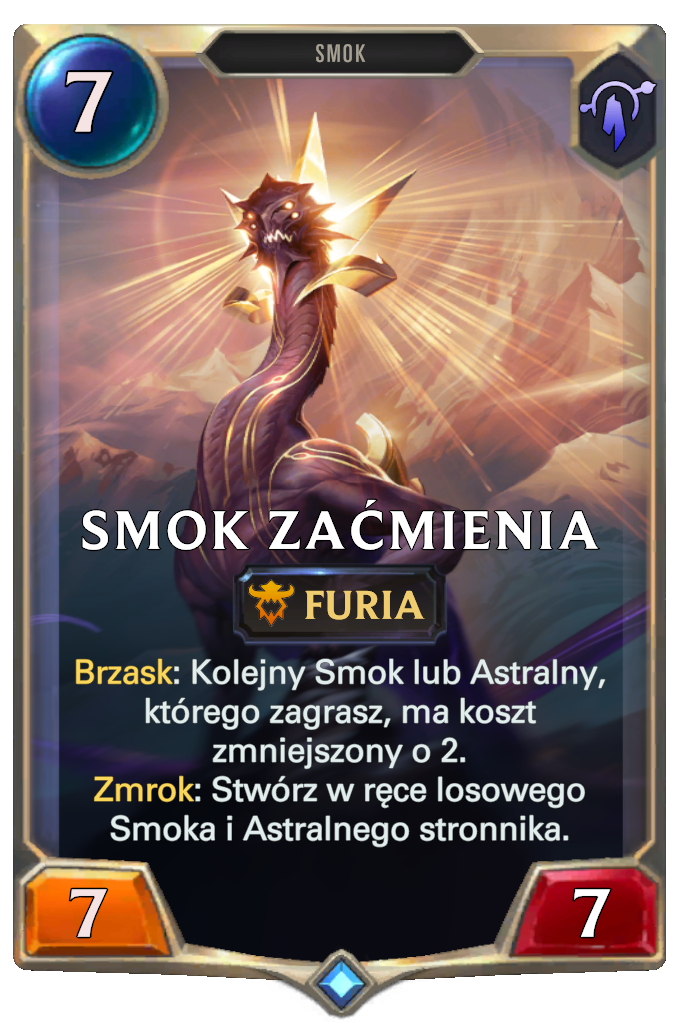 7
SMOK
SMOK ZAĆMIENIA
FURIA
Brzask: Kolejny Smok lub Astralny,
którego zagrasz, ma koszt
zmniejszony o 2.
Zmrok: Stwórz w ręce losowego
Smoka i Astralnego stronnika.
7
7